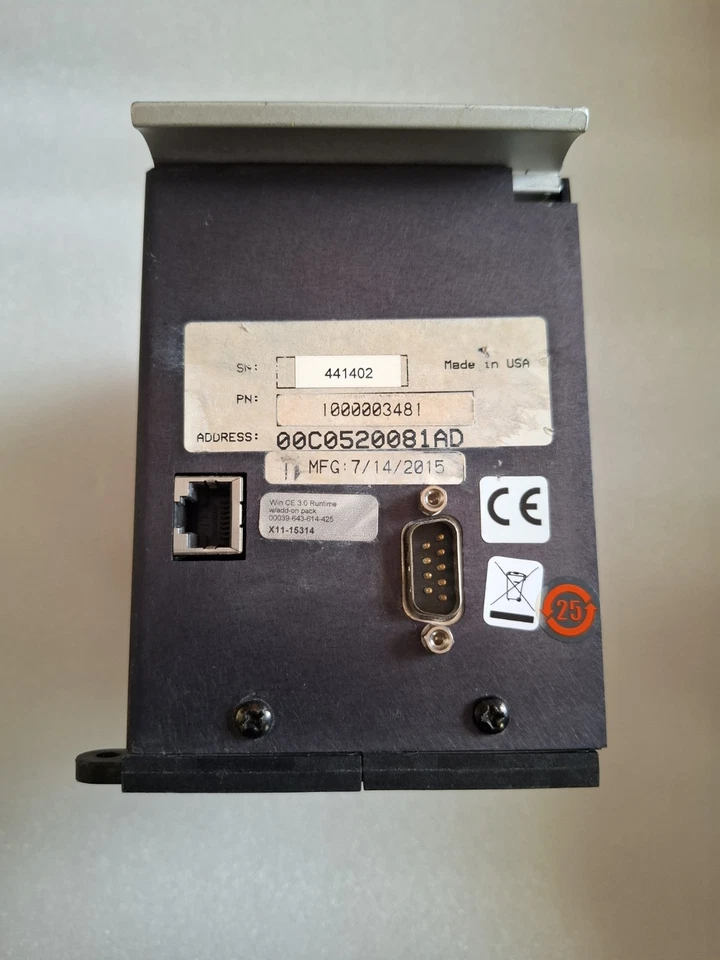 SN: 441402 Made in USA
PN: 1000003481
ADDRESS: 00C0520081AD
MFG:7/14/2015
Win CE 3.0 Runtime
w/add-on pack
00039-643-614-425
X11-15314
CE
25